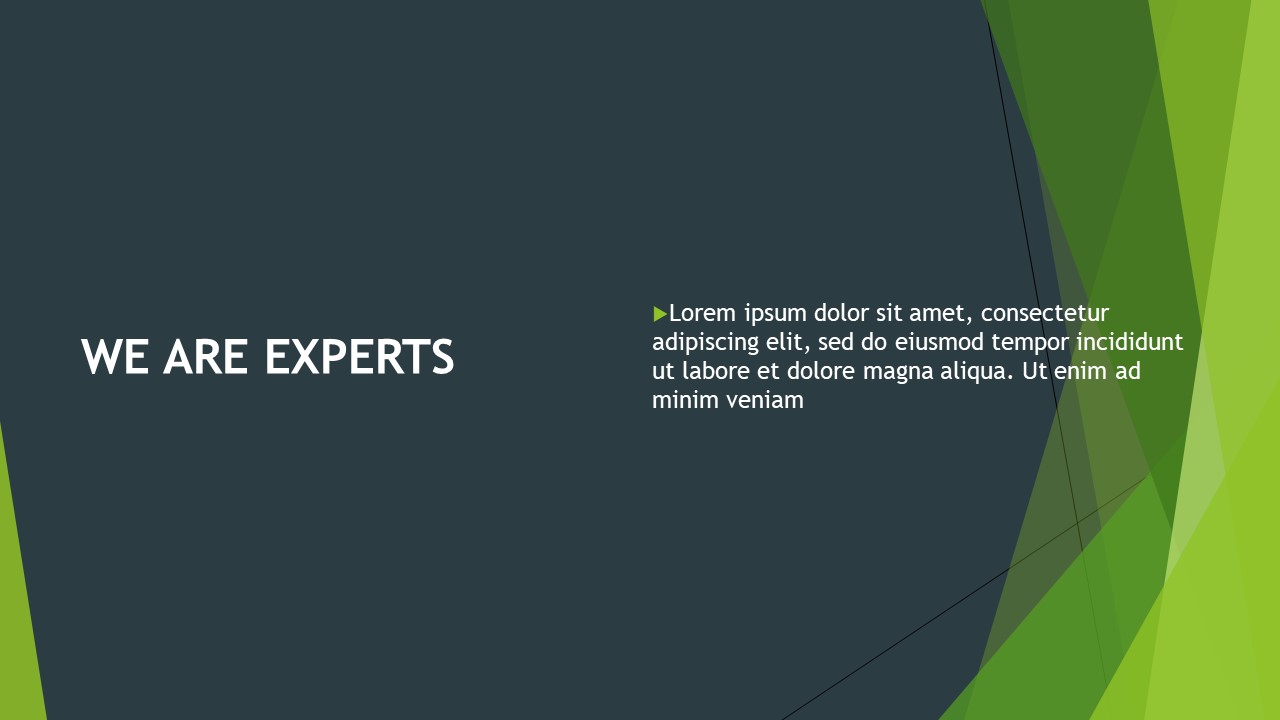 WE ARE EXPERTS
Lorem ipsum dolor sit amet, consectetur
adipiscing elit, sed do eiusmod tempor incididunt
ut labore et dolore magna aliqua. Ut enim ad
minim veniam